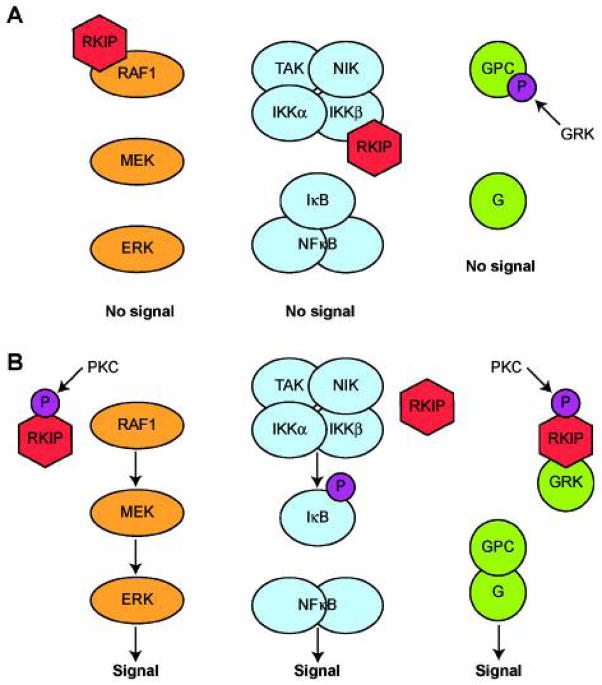 A
RKIP
RAF1
MEK
ERK
No signal
TAK NIK
IKKα IKKβ
RKIP
IκB
NFκB
No signal
GPC
P
GRK
G
No signal
B
PKC
P
RKIP
RAF1
MEK
ERK
Signal
TAK NIK
IKKα IKKβ
RKIP
P
IκB
NFκB
Signal
PKC
P
RKIP
GRK
GPC
G
Signal